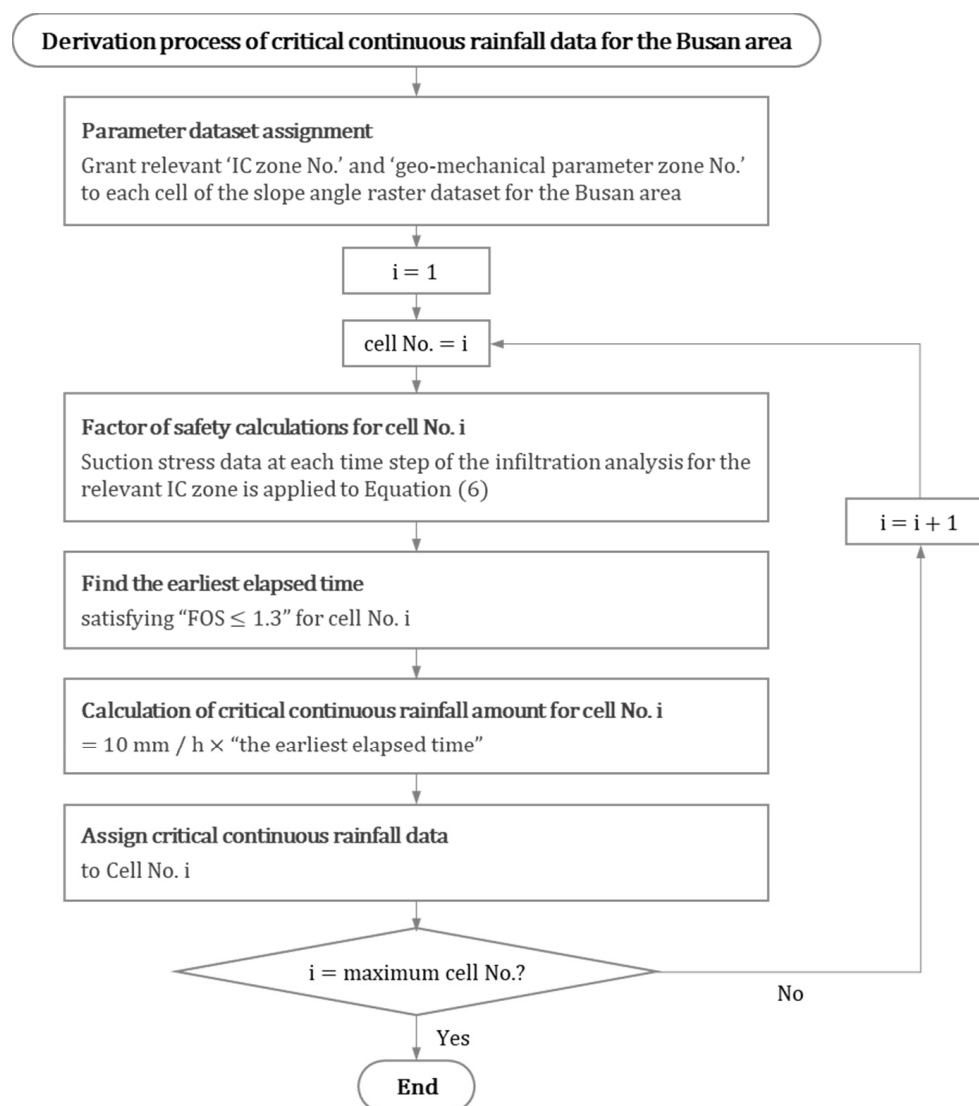 Derivation process of critical continuous rainfall data for the Busan area
Parameter dataset assignment
Grant relevant ‘IC zone No.’ and ‘geo-mechanical parameter zone No.’
to each cell of the slope angle raster dataset for the Busan area
i = 1
cell No. = i
Factor of safety calculations for cell No. i
Suction stress data at each time step of the infiltration analysis for the
relevant IC zone is applied to Equation (6)
i = i + 1
Find the earliest elapsed time
satisfying “FOS ≤ 1.3” for cell No. i
Calculation of critical continuous rainfall amount for cell No. i
= 10 mm / h × “the earliest elapsed time”
Assign critical continuous rainfall data
to Cell No. i
i = maximum cell No.?
No
Yes
End